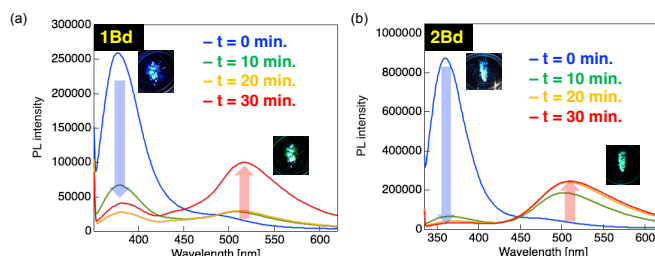 (a)
1Bd
t = 0 min.
t = 10 min.
t = 20 min.
t = 30 min.
PL intensity
300000
250000
200000
150000
100000
50000
0
400
450
500
550
600
Wavelength [nm]
(b)
2Bd
t = 0 min.
t = 10 min.
t = 20 min.
t = 30 min.
PL intensity
1000000
800000
600000
400000
200000
0
350
400
450
500
550
600
Wavelength [nm]